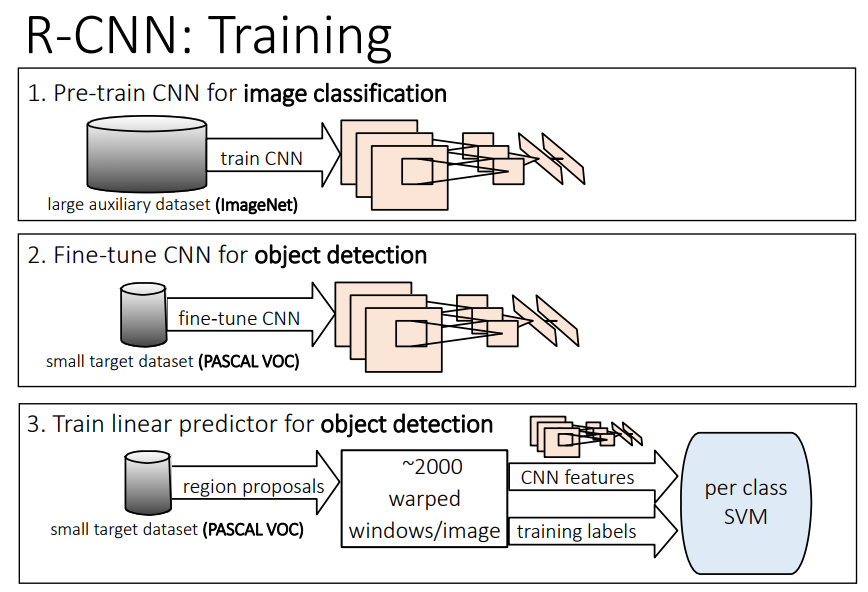 R-CNN: Training
1. Pre-train CNN for image classification
train CNN
large auxiliary dataset (ImageNet)
2. Fine-tune CNN for object detection
fine-tune CNN
small target dataset (PASCAL VOC)
3. Train linear predictor for object detection
region proposals
~2000
warped
windows/image
CNN features
training labels
per class
SVM
small target dataset (PASCAL VOC)